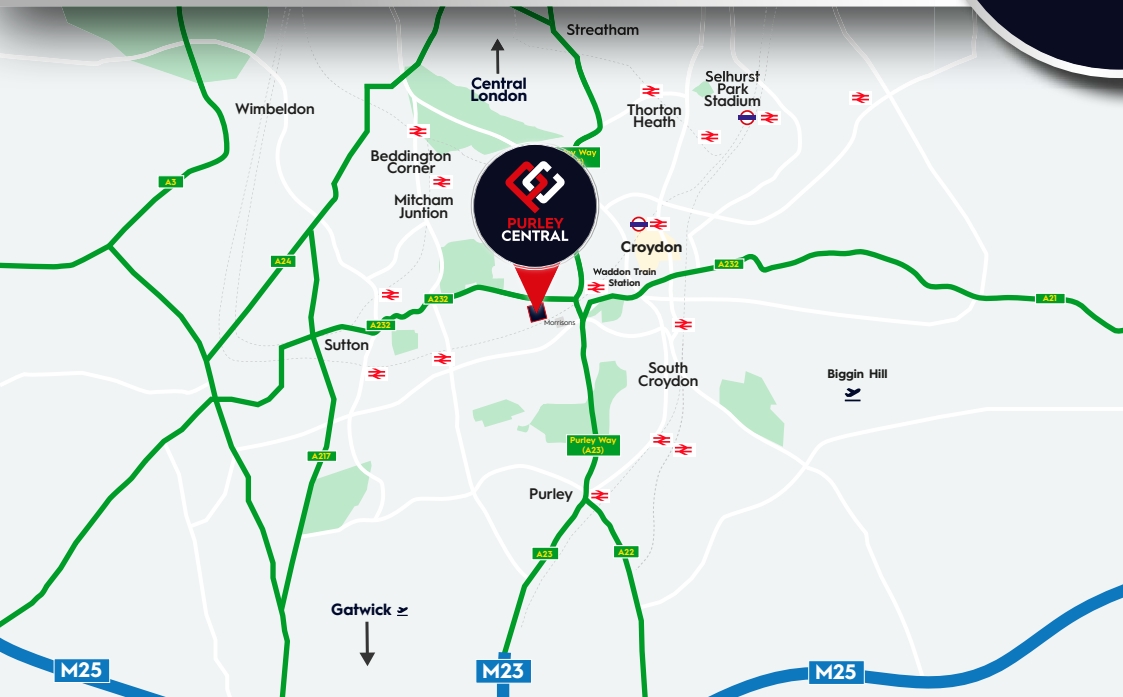 Streatham
Central
London
Selhurst
Park
Stadium
Wimbeldon
Thorton
Heath
Beddington
Corner
Way
A3
Mitcham
Juntion
PURLEY
CENTRAL
Croydon
A24
A232
Waddon Train
Station
A232
A21
Morrisons
A232
Sutton
South
Croydon
Biggin Hill
Purley Way
(A23)
A217
Purley
A23
A22
Gatwick
M25
M23
M25